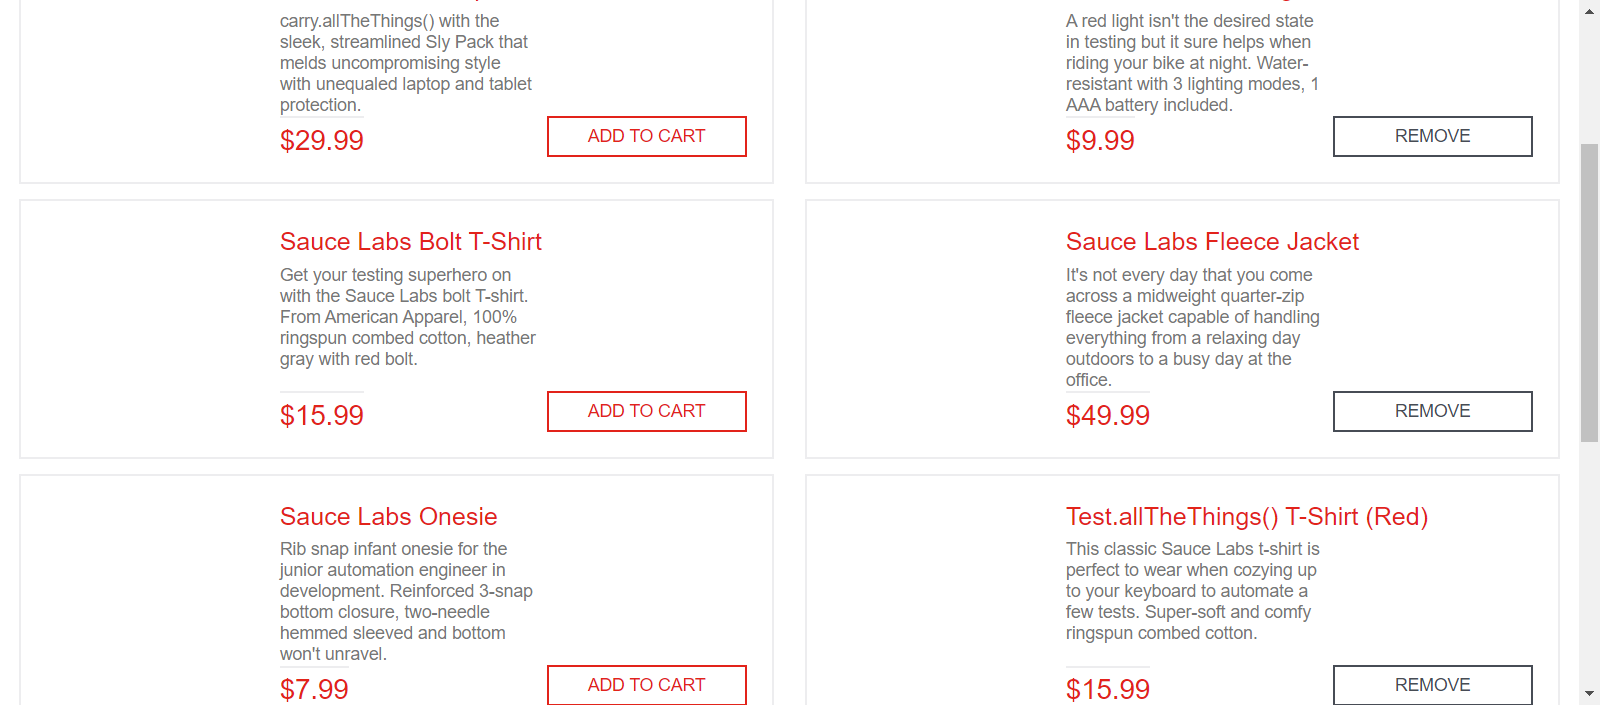 carry.allTheThings() with the
sleek, streamlined Sly Pack that
melds uncompromising style
with unequaled laptop and tablet
protection.
$29.99
ADD TO CART
A red light isn't the desired state
in testing but it sure helps when
riding your bike at night. Water-
resistant with 3 lighting modes, 1
AAA battery included.
$9.99
REMOVE
Sauce Labs Bolt T-Shirt
Get your testing superhero on
with the Sauce Labs bolt T-shirt.
From American Apparel, 100%
ringspun combed cotton, heather
gray with red bolt.
$15.99
ADD TO CART
Sauce Labs Fleece Jacket
It's not every day that you come
across a midweight quarter-zip
fleece jacket capable of handling
everything from a relaxing day
outdoors to a busy day at the
office.
$49.99
REMOVE
Sauce Labs Onesie
Rib snap infant onesie for the
junior automation engineer in
development. Reinforced 3-snap
bottom closure, two-needle
hemmed sleeved and bottom
won't unravel.
$7.99
ADD TO CART
Test.allTheThings() T-Shirt (Red)
This classic Sauce Labs t-shirt is
perfect to wear when cozying up
to your keyboard to automate a
few tests. Super-soft and comfy
ringspun combed cotton.
$15.99
REMOVE